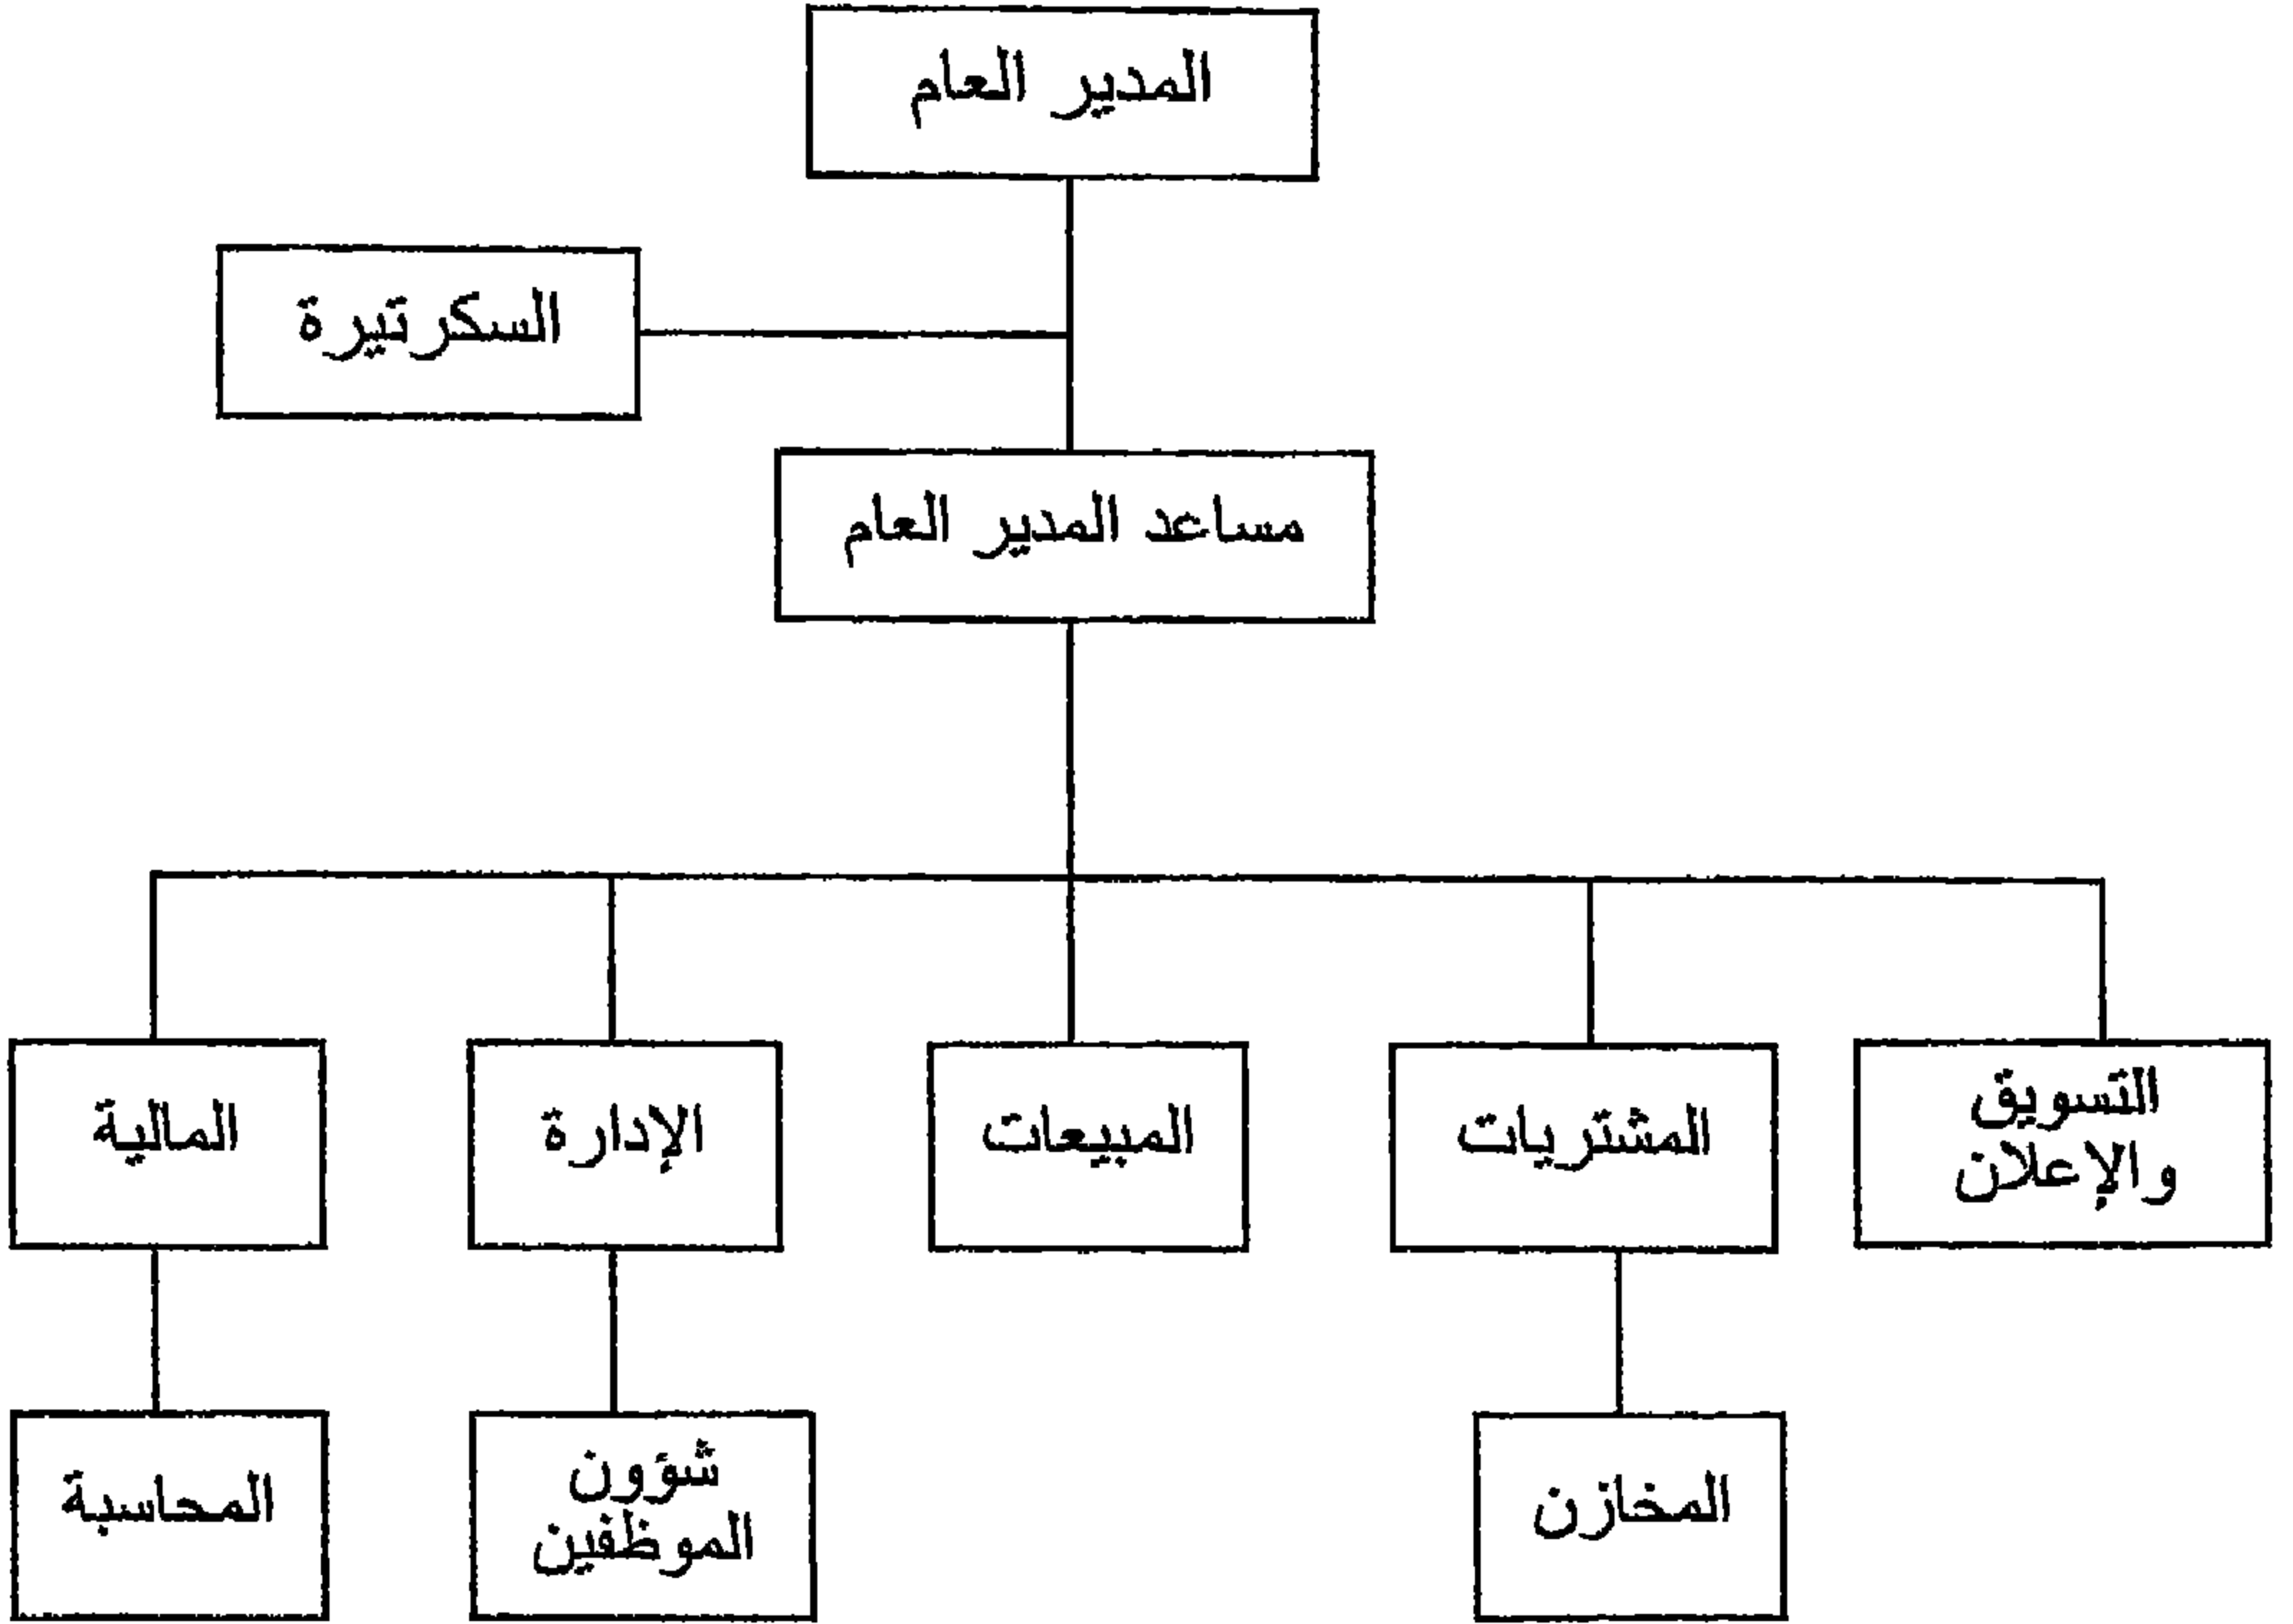 المدير العام
السكرتيرة
مساعد المدير العام
التسويق
والإعلان
المشتريات
المبيعات
الإدارة
المالية
المخازن
شؤون
الموظفين
المحاسبة